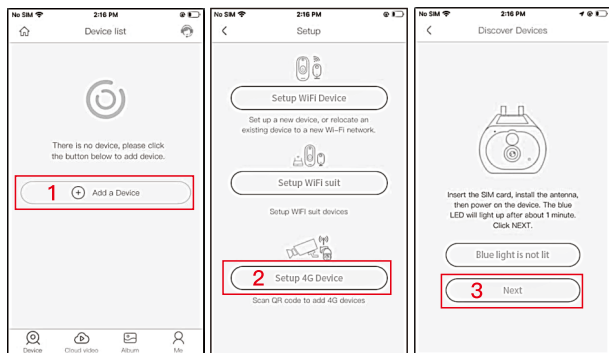 No SIM 2:16 PM
Device list
There is no device, please click
the button below to add device.
1 Add a Device
Device Cloud video Album Me
No SIM 2:16 PM
Setup
Setup WiFi Device
Set up a new device, or relocate an
existing device to a new Wi-Fi network.
Setup WiFi suit
Setup WIFI suit devices
2 Setup 4G Device
Scan QR code to add 4G devices
No SIM 2:16 PM
Discover Devices
Insert the SIM card, install the antenna,
then power on the device. The blue
LED will light up after about 1 minute.
Click NEXT.
Blue light is not lit
3 Next